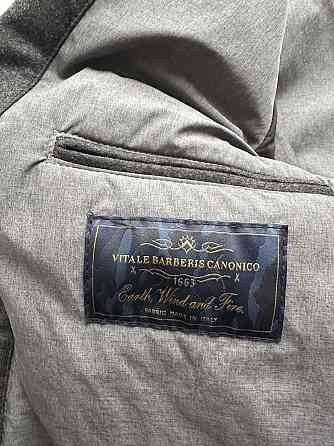 VITALE BARBERIS CANONICO
1663
Earth, Wind and Fire.
FABRIC MADE IN ITALY